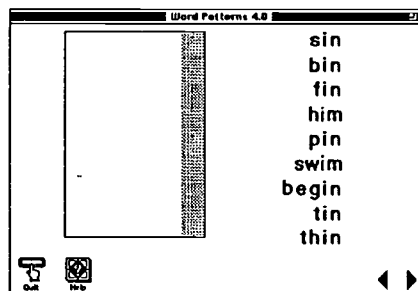 Word Patterns 4.0
sin
bin
fin
him
pin
swim
begin
tin
thin
Quit
Help